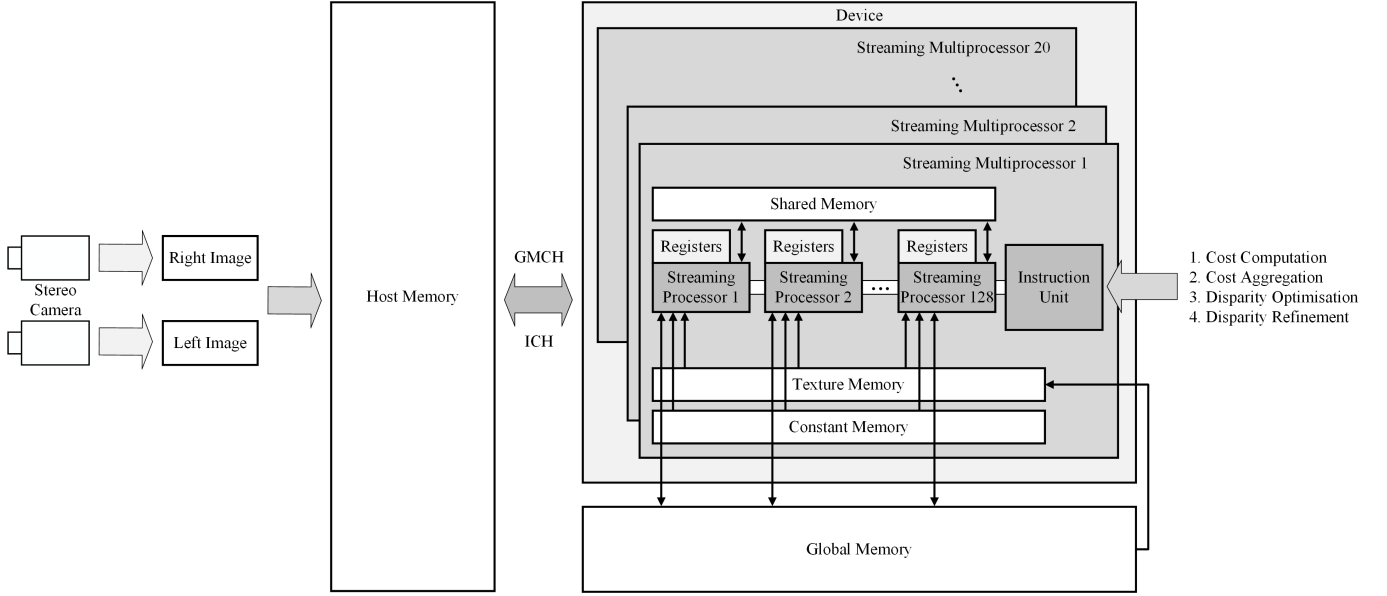 Device
Streaming Multiprocessor 20
Streaming Multiprocessor 2
Streaming Multiprocessor 1
Shared Memory
Registers
Registers
Registers
Streaming
Processor 1
Streaming
Processor 2
...
Streaming
Processor 128
Instruction
Unit
Texture Memory
Constant Memory
Global Memory
Right Image
Stereo
Camera
Left Image
Host Memory
GMCH
ICH
1. Cost Computation
2. Cost Aggregation
3. Disparity Optimisation
4. Disparity Refinement